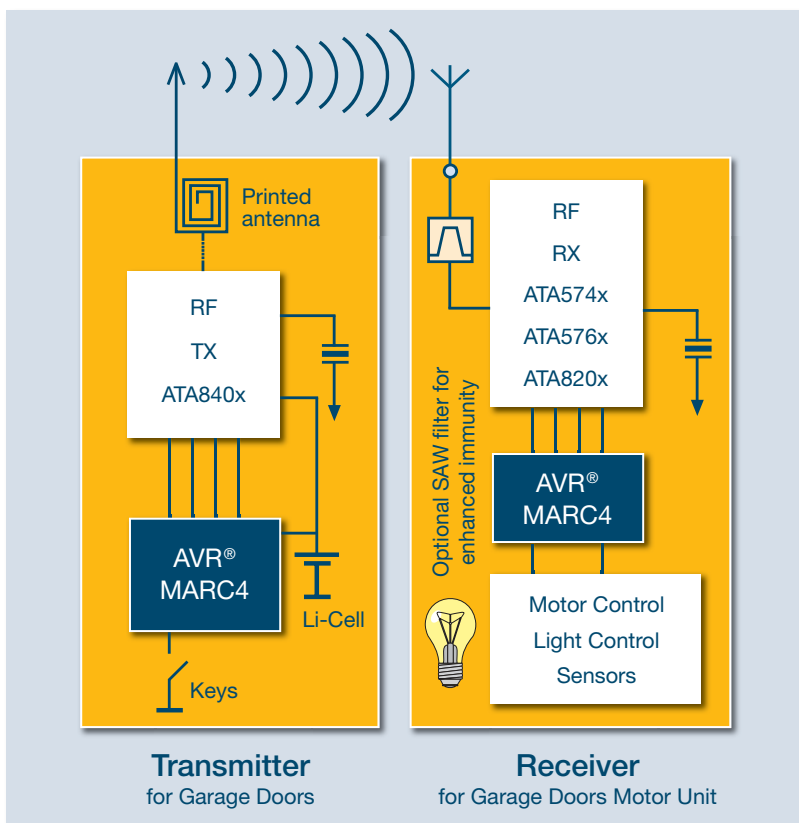 Printed
antenna
RF
TX
ATA840x
AVR®
MARC4
Li-Cell
Keys
Transmitter
for Garage Doors
RF
RX
ATA574x
ATA576x
ATA820x
Optional SAW filter for
enhanced immunity
AVR®
MARC4
Motor Control
Light Control
Sensors
Receiver
for Garage Doors Motor Unit